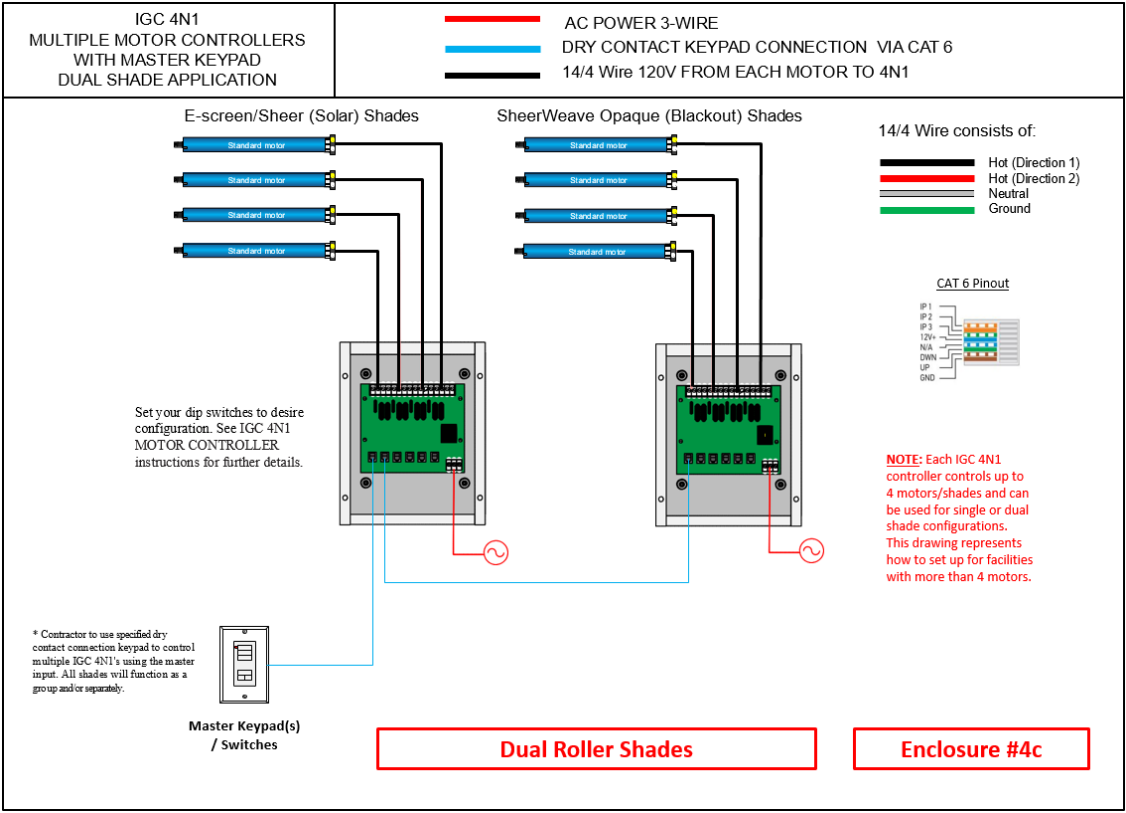 IGC 4N1
MULTIPLE MOTOR CONTROLLERS
WITH MASTER KEYPAD
DUAL SHADE APPLICATION
AC POWER 3-WIRE
DRY CONTACT KEYPAD CONNECTION VIA CAT 6
14/4 Wire 120V FROM EACH MOTOR TO 4N1
E-screen/Sheer (Solar) Shades
Standard motor
Standard motor
Standard motor
Standard motor
SheerWeave Opaque (Blackout) Shades
Standard motor
Standard motor
Standard motor
Standard motor
14/4 Wire consists of:
Hot (Direction 1)
Hot (Direction 2)
Neutral
Ground
CAT 6 Pinout
IP 1
IP 2
IP 3
12V+
N/A
DWN
UP
GND
Set your dip switches to desire
configuration. See IGC 4N1
MOTOR CONTROLLER
instructions for further details.
NOTE: Each IGC 4N1
controller controls up to
4 motors/shades and can
be used for single or dual
shade configurations.
This drawing represents
how to set up for facilities
with more than 4 motors.
* Contractor to use specified dry
contact connection keypad to control
multiple IGC 4N1's using the master
input. All shades will function as a
group and/or separately.
Master Keypad(s)
/ Switches
Dual Roller Shades
Enclosure #4c